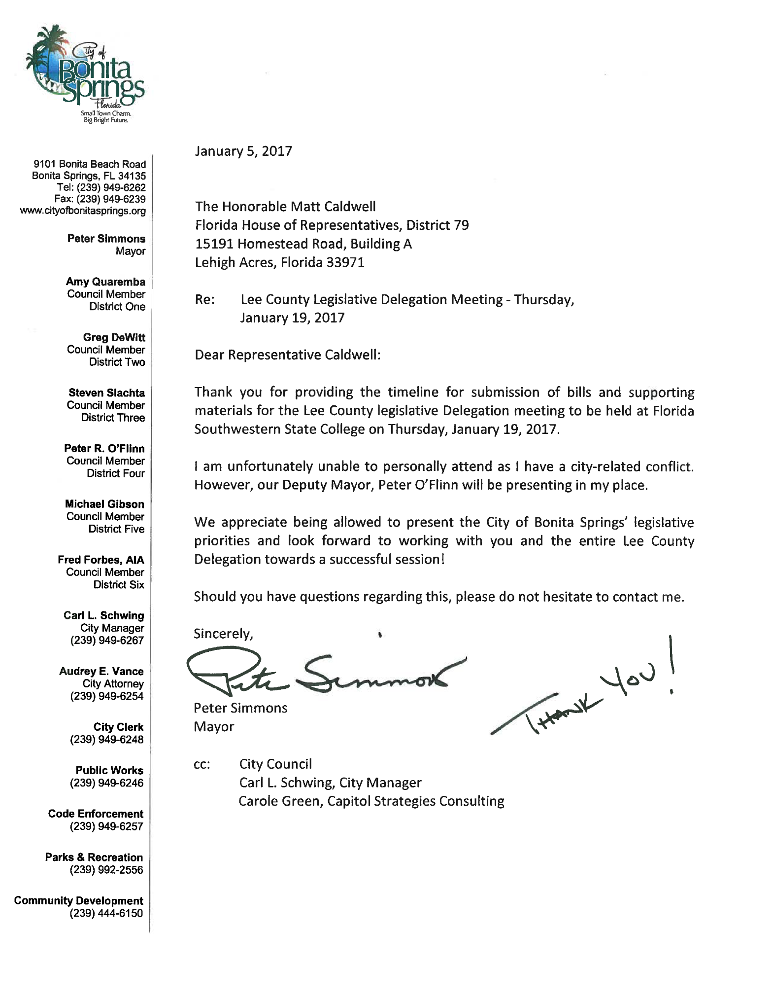 City of
Bonita
Springs
Florida
Small Town Charm.
Big Bright Future.
9101 Bonita Beach Road
Bonita Springs, FL 34135
Tel: (239) 949-6262
Fax: (239) 949-6239
www.cityofbonitasprings.org
Peter Simmons
Mayor
Amy Quaremba
Council Member
District One
Greg DeWitt
Council Member
District Two
Steven Slachta
Council Member
District Three
Peter R. O'Flinn
Council Member
District Four
Michael Gibson
Council Member
District Five
Fred Forbes, AIA
Council Member
District Six
Carl L. Schwing
City Manager
(239) 949-6267
Audrey E. Vance
City Attorney
(239) 949-6254
City Clerk
(239) 949-6248
Public Works
(239) 949-6246
Code Enforcement
(239) 949-6257
Parks & Recreation
(239) 992-2556
Community Development
(239) 444-6150
January 5, 2017
The Honorable Matt Caldwell
Florida House of Representatives, District 79
15191 Homestead Road, Building A
Lehigh Acres, Florida 33971
Re: Lee County Legislative Delegation Meeting - Thursday,
January 19, 2017
Dear Representative Caldwell:
Thank you for providing the timeline for submission of bills and supporting
materials for the Lee County legislative Delegation meeting to be held at Florida
Southwestern State College on Thursday, January 19, 2017.
I am unfortunately unable to personally attend as I have a city-related conflict.
However, our Deputy Mayor, Peter O'Flinn will be presenting in my place.
We appreciate being allowed to present the City of Bonita Springs' legislative
priorities and look forward to working with you and the entire Lee County
Delegation towards a successful session!
Should you have questions regarding this, please do not hesitate to contact me.
Sincerely,
Pete Simmons
Peter Simmons
Mayor
THANK YOU!
cc: City Council
Carl L. Schwing, City Manager
Carole Green, Capitol Strategies Consulting